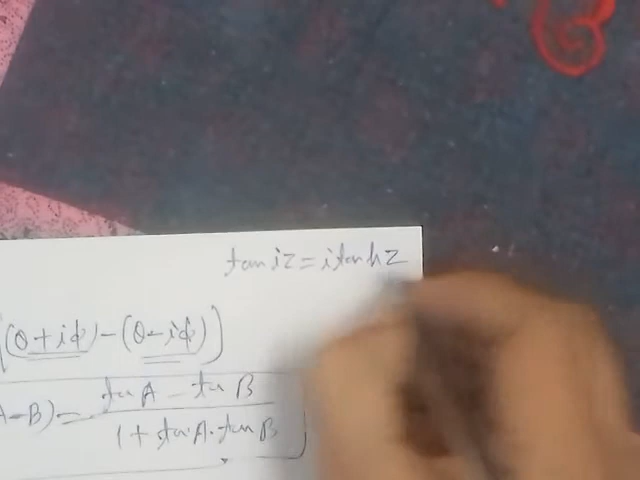 tan iz = i tanh z
(θ + iφ) - (θ - iφ))
A - B) = tan A - tan B
1 + tan A . tan B